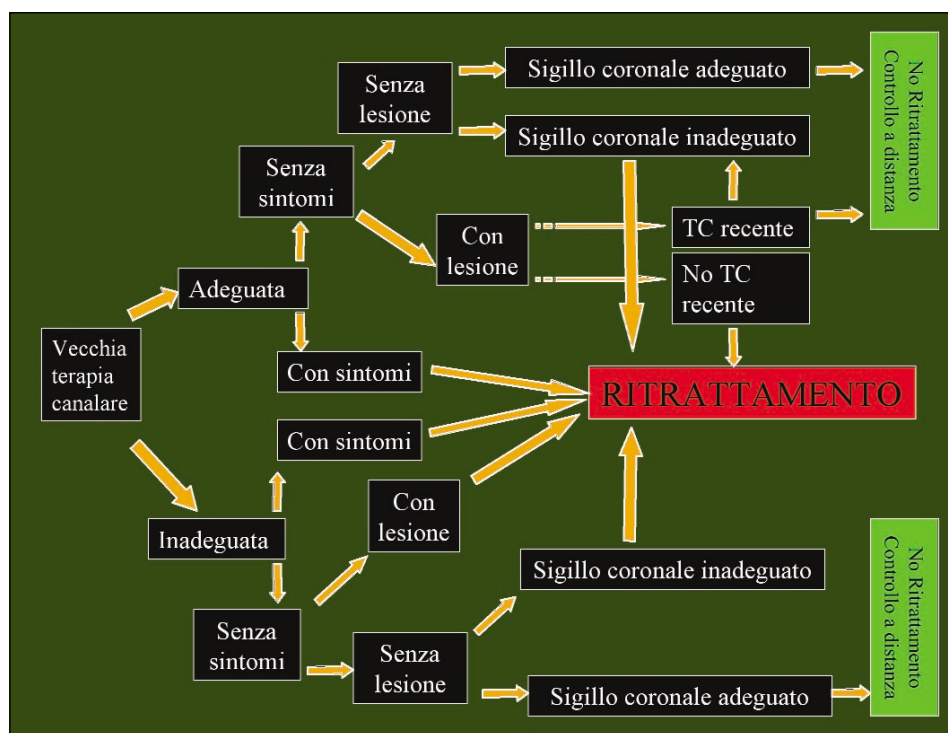 Sigillo coronale adeguato
No Ritrattamento
Controllo a distanza
Senza
lesione
Sigillo coronale inadeguato
Senza
sintomi
Con
lesione
TC recente
No TC
recente
Adeguata
Vecchia
terapia
canalare
Con sintomi
RITRATTAMENTO
Con sintomi
Con
lesione
Inadeguata
Sigillo coronale inadeguato
No Ritrattamento
Controllo a distanza
Senza
sintomi
Senza
lesione
Sigillo coronale adeguato